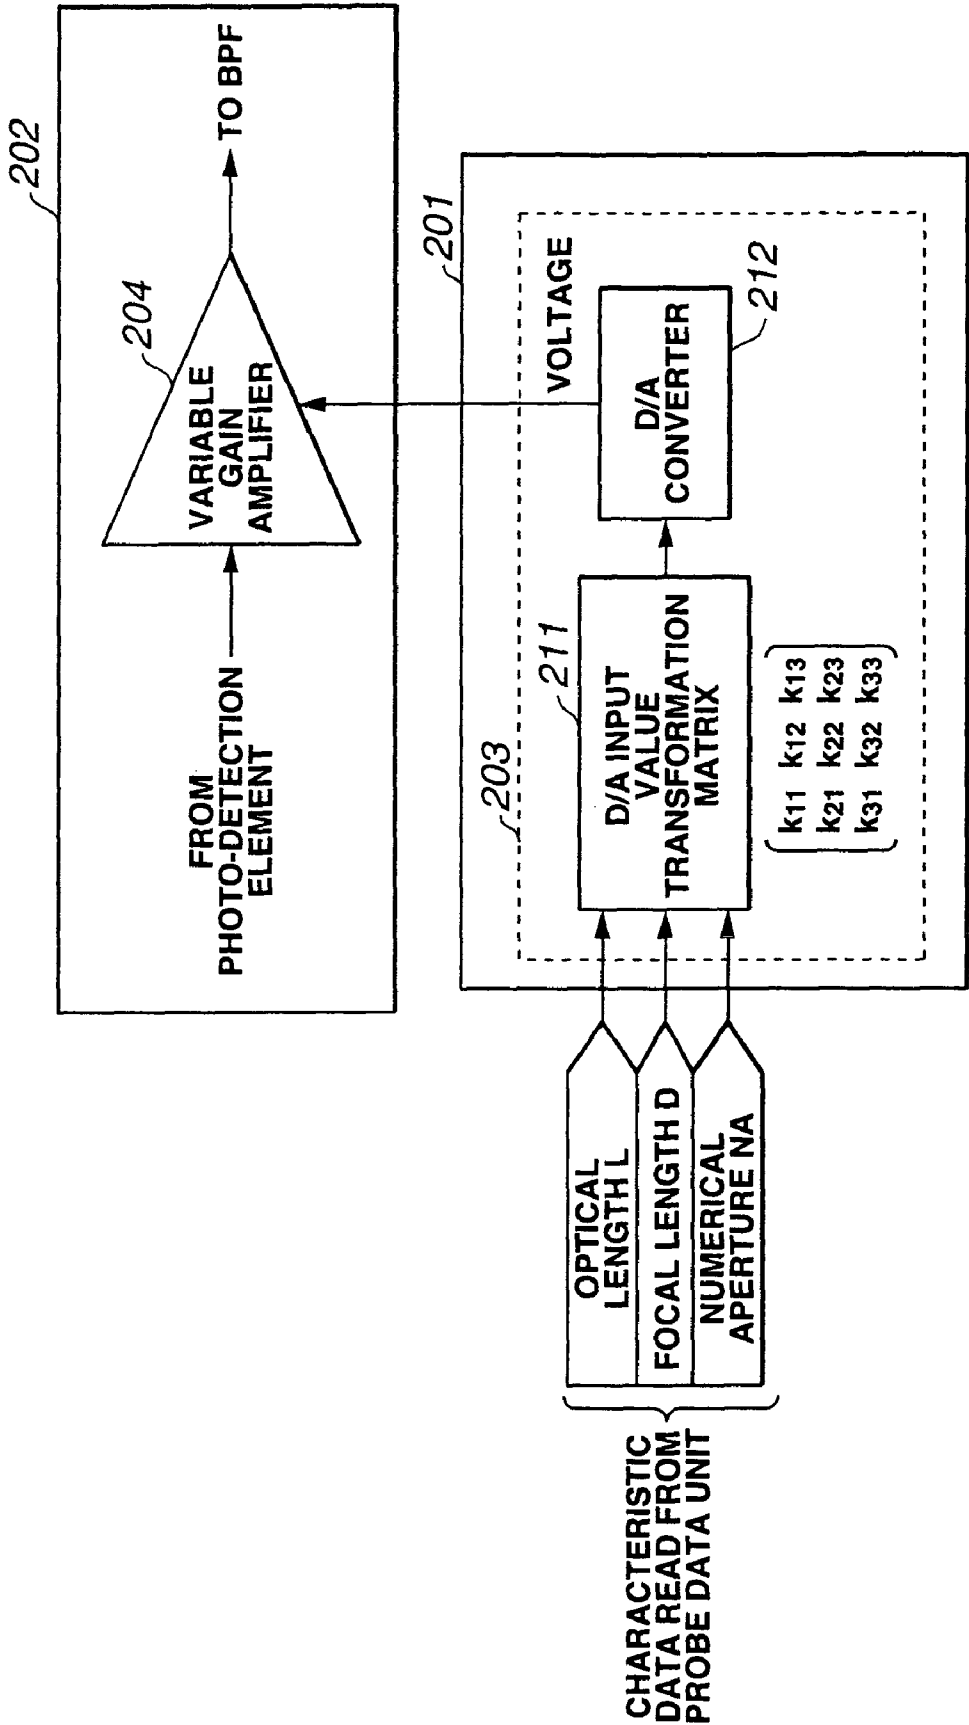 202
FROM
PHOTO-DETECTION
ELEMENT
VARIABLE
GAIN
AMPLIFIER
204
TO BPF
201
203
CHARACTERISTIC
DATA READ FROM
PROBE DATA UNIT
OPTICAL
LENGTH L
FOCAL LENGTH D
NUMERICAL
APERTURE NA
211
D/A INPUT
VALUE
TRANSFORMATION
MATRIX
k11 k12 k13
k21 k22 k23
k31 k32 k33
VOLTAGE
D/A
CONVERTER
212